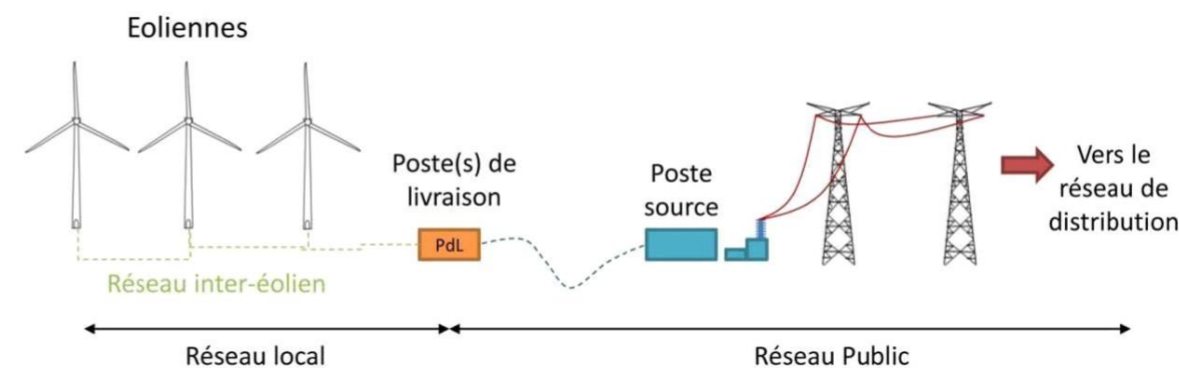 Eoliennes
Poste(s) de
livraison
PdL
Réseau inter-éolien
Poste
source
Vers le
réseau de
distribution
Réseau local
Réseau Public